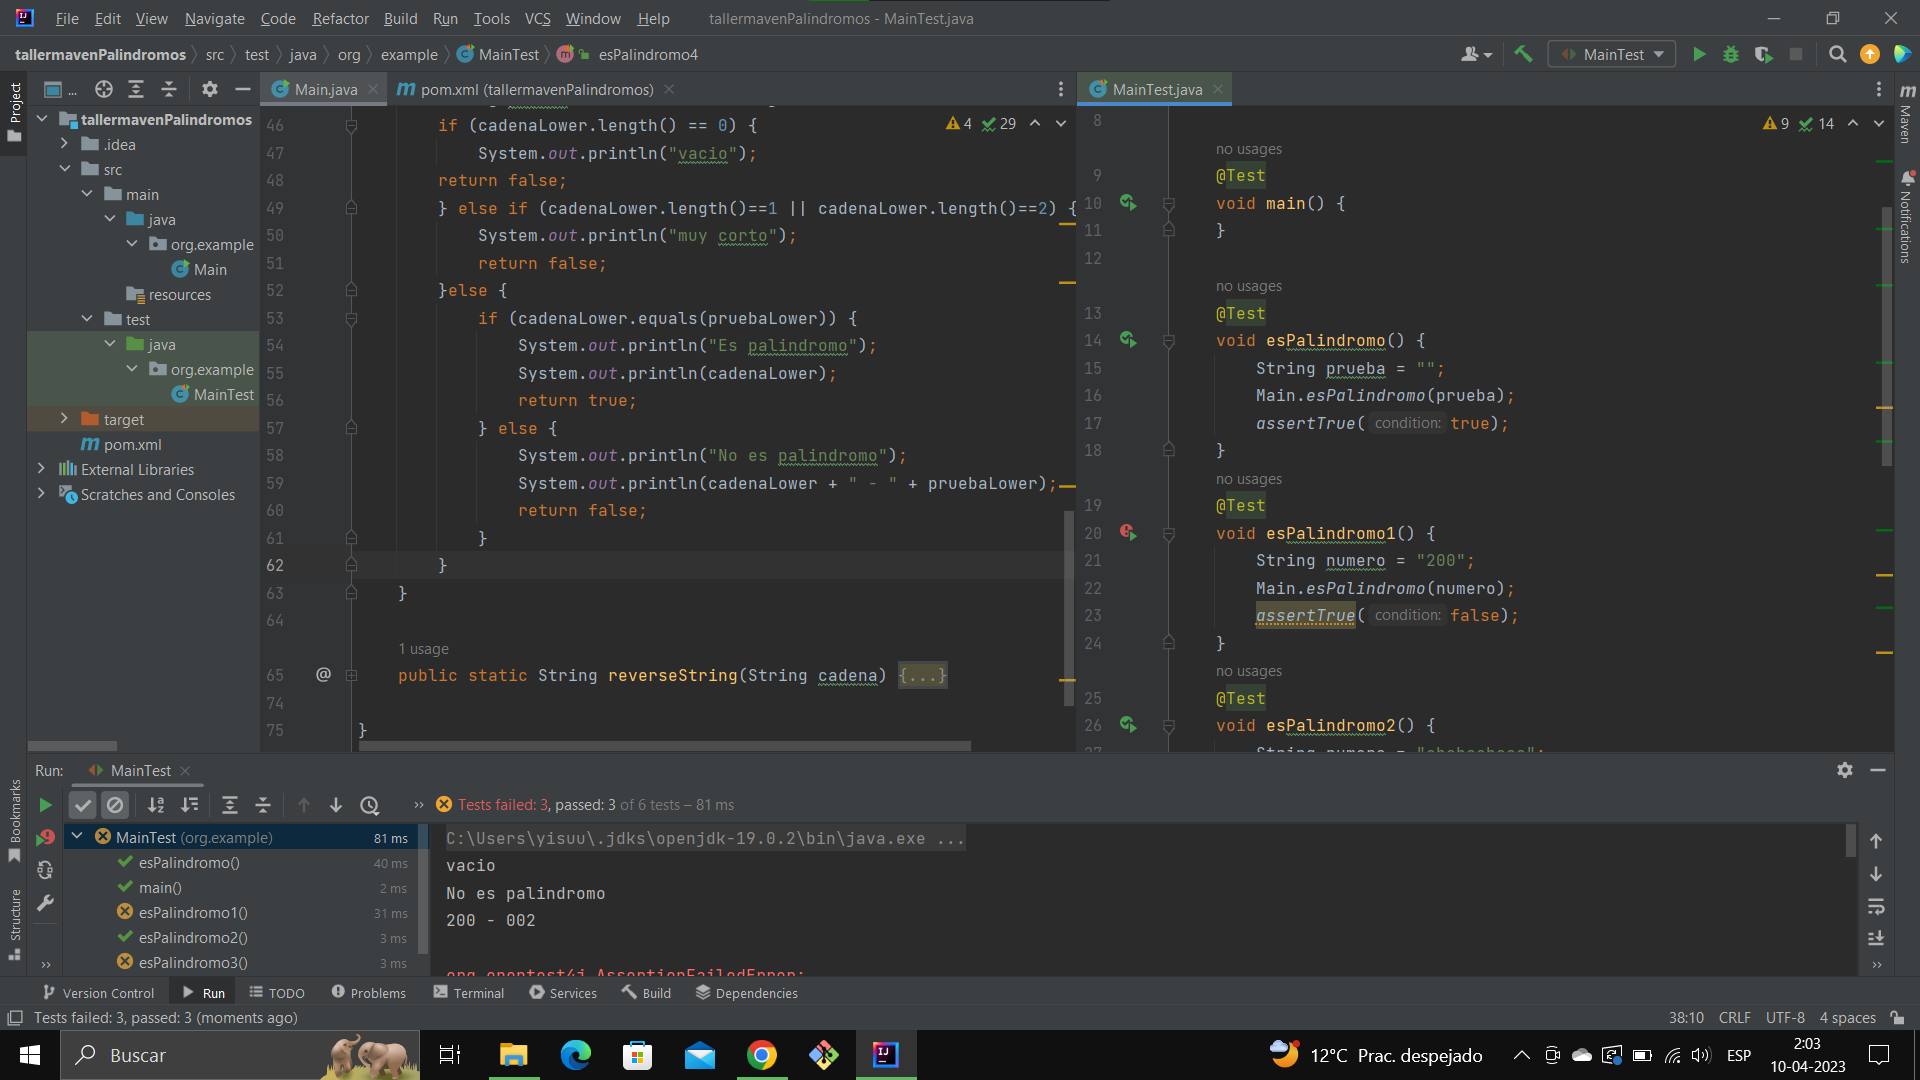 File Edit View Navigate Code Refactor Build Run Tools VCS Window Help tallermavenPalindromos - MainTest.java
tallermavenPalindromos src test java org example MainTest esPalindromo4 MainTest
Project
...
Main.java
pom.xml (tallermavenPalindromos)
MainTest.java
tallermavenPalindromos
.idea
src
main
java
org.example
Main
resources
test
java
org.example
MainTest
target
pom.xml
External Libraries
Scratches and Consoles
4 29
46 if (cadenaLower.length() == 0) {
47 System.out.println("vacio");
48 return false;
49 } else if (cadenaLower.length()==1 || cadenaLower.length()==2) {
50 System.out.println("muy corto");
51 return false;
52 }else {
53 if (cadenaLower.equals(pruebaLower)) {
54 System.out.println("Es palindromo");
55 System.out.println(cadenaLower);
56 return true;
57 } else {
58 System.out.println("No es palindromo");
59 System.out.println(cadenaLower + " - " + pruebaLower);
60 return false;
61 }
62 }
63 }
64
1 usage
65 @ public static String reverseString(String cadena) {...}
74
75 }
9 14
8
no usages
9 @Test
10 void main() {
11 }
12
no usages
13 @Test
14 void esPalindromo() {
15 String prueba = "";
16 Main.esPalindromo(prueba);
17 assertTrue( condition: true);
18 }
no usages
19 @Test
20 void esPalindromo1() {
21 String numero = "200";
22 Main.esPalindromo(numero);
23 assertTrue( condition: false);
24 }
no usages
25 @Test
26 void esPalindromo2() {
Maven
Notifications
Bookmarks
Structure
Run: MainTest
Tests failed: 3, passed: 3 of 6 tests – 81 ms
MainTest (org.example) 81 ms
esPalindromo() 40 ms
main() 2 ms
esPalindromo1() 31 ms
esPalindromo2() 3 ms
esPalindromo3() 3 ms
C:\Users\yisuu\.jdks\openjdk-19.0.2\bin\java.exe ...
vacio
No es palindromo
200 - 002
org.opentest4j.AssertionFailedError:
Version Control Run TODO Problems Terminal Services Build Dependencies
Tests failed: 3, passed: 3 (moments ago) 38:10 CRLF UTF-8 4 spaces
Buscar
12°C Prac. despejado
ESP
2:03
10-04-2023